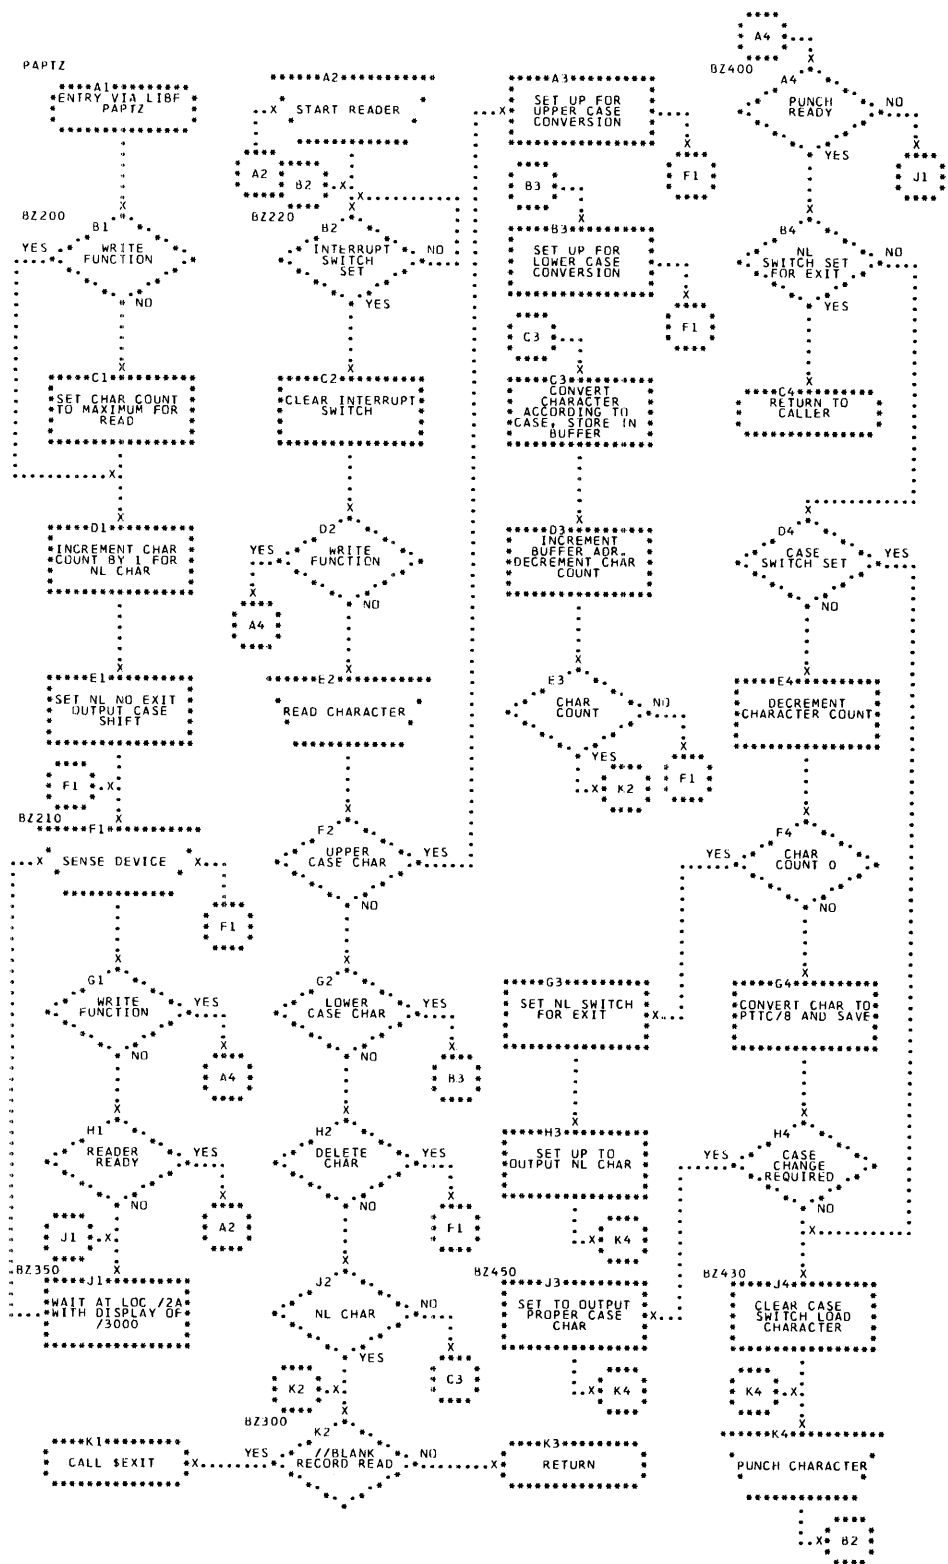 PAPTZ
A1
ENTRY VIA LIBF
PAPTZ
BZ200
B1
YES
WRITE
FUNCTION
NO
C1
SET CHAR COUNT
TO MAXIMUM FOR
READ
D1
INCREMENT CHAR
COUNT BY 1 FOR
NL CHAR
E1
SET NL NO EXIT
OUTPUT CASE
SHIFT
F1
BZ210
F1
SENSE DEVICE
F1
G1
WRITE
FUNCTION
YES
NO
A4
H1
READER
READY
YES
NO
A2
J1
BZ350
J1
WAIT AT LOC /2A
WITH DISPLAY OF
/3000
K1
CALL $EXIT
A2
START READER
A2
B2
BZ220
B2
INTERRUPT
SWITCH
SET
NO
YES
C2
CLEAR INTERRUPT
SWITCH
D2
YES
WRITE
FUNCTION
NO
A4
E2
READ CHARACTER
F2
UPPER
CASE CHAR
YES
NO
G2
LOWER
CASE CHAR
YES
NO
B3
H2
DELETE
CHAR
YES
NO
F1
J2
NL CHAR
NO
YES
C3
K2
BZ300
K2
YES
//BLANK
RECORD READ
NO
A3
SET UP FOR
UPPER CASE
CONVERSION
F1
B3
B3
SET UP FOR
LOWER CASE
CONVERSION
F1
C3
C3
CONVERT
CHARACTER
ACCORDING TO
CASE, STORE IN
BUFFER
D3
INCREMENT
BUFFER ADR.
DECREMENT CHAR
COUNT
E3
CHAR
COUNT
NO
YES
K2
F1
G3
SET NL SWITCH
FOR EXIT
H3
SET UP TO
OUTPUT NL CHAR
K4
BZ450
J3
SET TO OUTPUT
PROPER CASE
CHAR
K4
K3
RETURN
A4
BZ400
A4
PUNCH
READY
NO
YES
J1
B4
NL
SWITCH SET
FOR EXIT
NO
YES
C4
RETURN TO
CALLER
D4
CASE
SWITCH SET
YES
NO
E4
DECREMENT
CHARACTER COUNT
F4
YES
CHAR
COUNT 0
NO
G4
CONVERT CHAR TO
PTTC/8 AND SAVE
H4
YES
CASE
CHANGE
REQUIRED
NO
BZ430
J4
CLEAR CASE
SWITCH LOAD
CHARACTER
K4
K4
PUNCH CHARACTER
B2